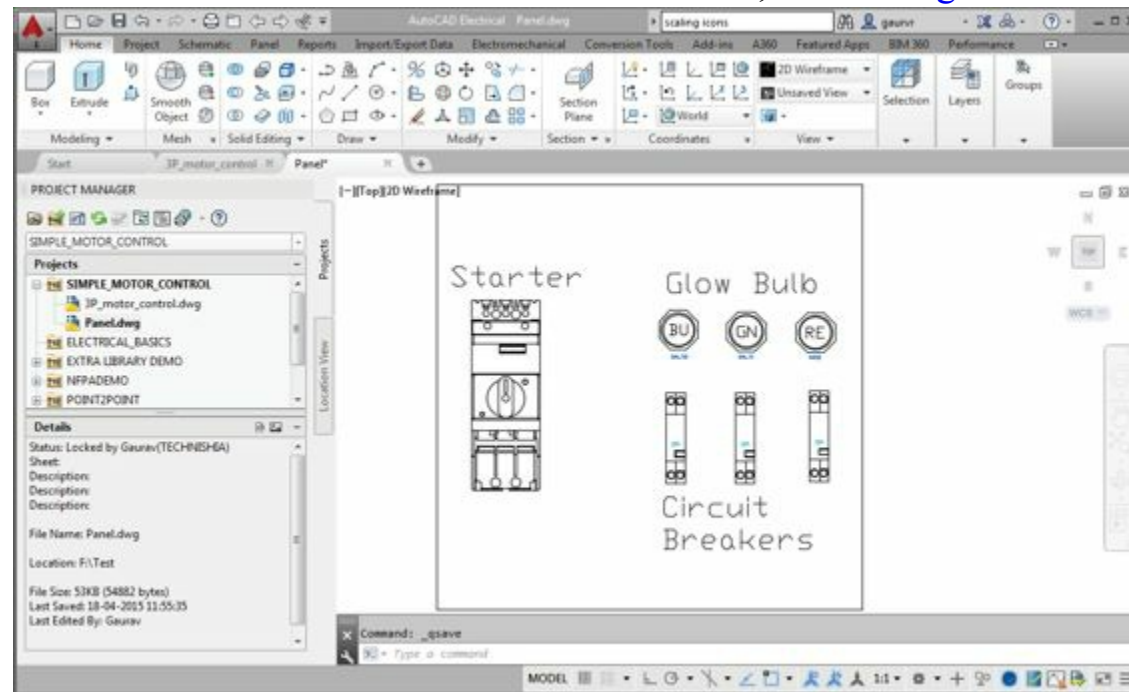 AutoCAD Electrical Panel.dwg
scaling icons
gaurvr
Home Project Schematic Panel Reports Import/Export Data Electromechanical Conversion Tools Add-ins A360 Featured Apps BIM 360 Performance
Box
Extrude
Smooth
Object
Section
Plane
World
2D Wireframe
Unsaved View
Selection
Layers
Groups
Modeling Mesh Solid Editing Draw Modify Section Coordinates View
Start 3P_motor_control Panel* +
PROJECT MANAGER
SIMPLE_MOTOR_CONTROL
Projects
SIMPLE_MOTOR_CONTROL
3P_motor_control.dwg
Panel.dwg
ELECTRICAL_BASICS
EXTRA LIBRARY DEMO
NFPADEMO
POINT2POINT
Projects
Location View
Details
Status: Locked by Gaurav(TECHNISHIA)
Sheet:
Description:
Description:
Description:
File Name: Panel.dwg
Location: F:\Test
File Size: 53KB (54882 bytes)
Last Saved: 18-04-2015 11:55:35
Last Edited By: Gaurav
[−][Top][2D Wireframe]
N
W TOP E
S
WCS
Starter
Glow Bulb
BU GN RE
Circuit
Breakers
Command: _qsave
Type a command
MODEL 1:1